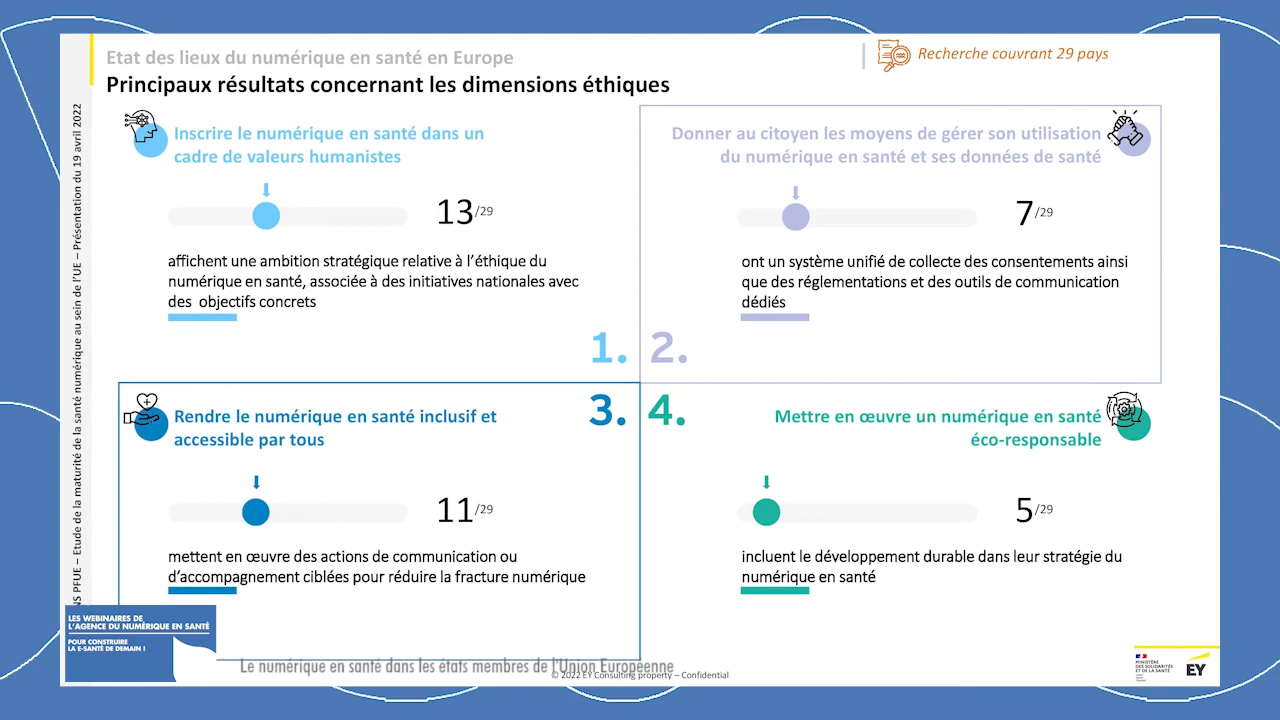 Etat des lieux du numérique en santé en Europe
Principaux résultats concernant les dimensions éthiques
Recherche couvrant 29 pays
NS PFUE – Etude de la maturité de la santé numérique au sein de l'UE – Présentation du 19 avril 2022
Inscrire le numérique en santé dans un
cadre de valeurs humanistes
13/29
affichent une ambition stratégique relative à l'éthique du
numérique en santé, associée à des initiatives nationales avec
des objectifs concrets
1.
Donner au citoyen les moyens de gérer son utilisation
du numérique en santé et ses données de santé
7/29
ont un système unifié de collecte des consentements ainsi
que des réglementations et des outils de communication
dédiés
2.
Rendre le numérique en santé inclusif et
accessible par tous
3.
11/29
mettent en œuvre des actions de communication ou
d'accompagnement ciblées pour réduire la fracture numérique
4.
Mettre en œuvre un numérique en santé
éco-responsable
5/29
incluent le développement durable dans leur stratégie du
numérique en santé
LES WEBINAIRES DE
L'AGENCE DU NUMÉRIQUE EN SANTÉ
POUR CONSTRUIRE
LA E-SANTÉ DE DEMAIN !
Le numérique en santé dans les états membres de l'Union Europeenne
© 2022 EY Consulting property – Confidential
MINISTÈRE
DES SOLIDARITÉS
ET DE LA SANTÉ
EY